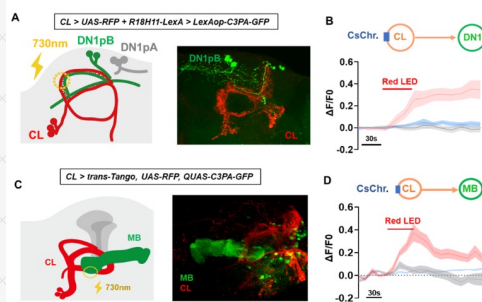 A
CL > UAS-RFP + R18H11-LexA > LexAop-C3PA-GFP
730nm
DN1pB
DN1pA
CL
CL
B
CsChr.
CL
DN1
Red LED
ΔF/F0
0.6
0.4
0.2
0.0
-0.2
30s
C
CL > trans-Tango, UAS-RFP, QUAS-C3PA-GFP
MB
CL
730nm
MB
CL
D
CsChr.
CL
MB
Red LED
ΔF/F0
0.6
0.4
0.2
0.0
-0.2
30s